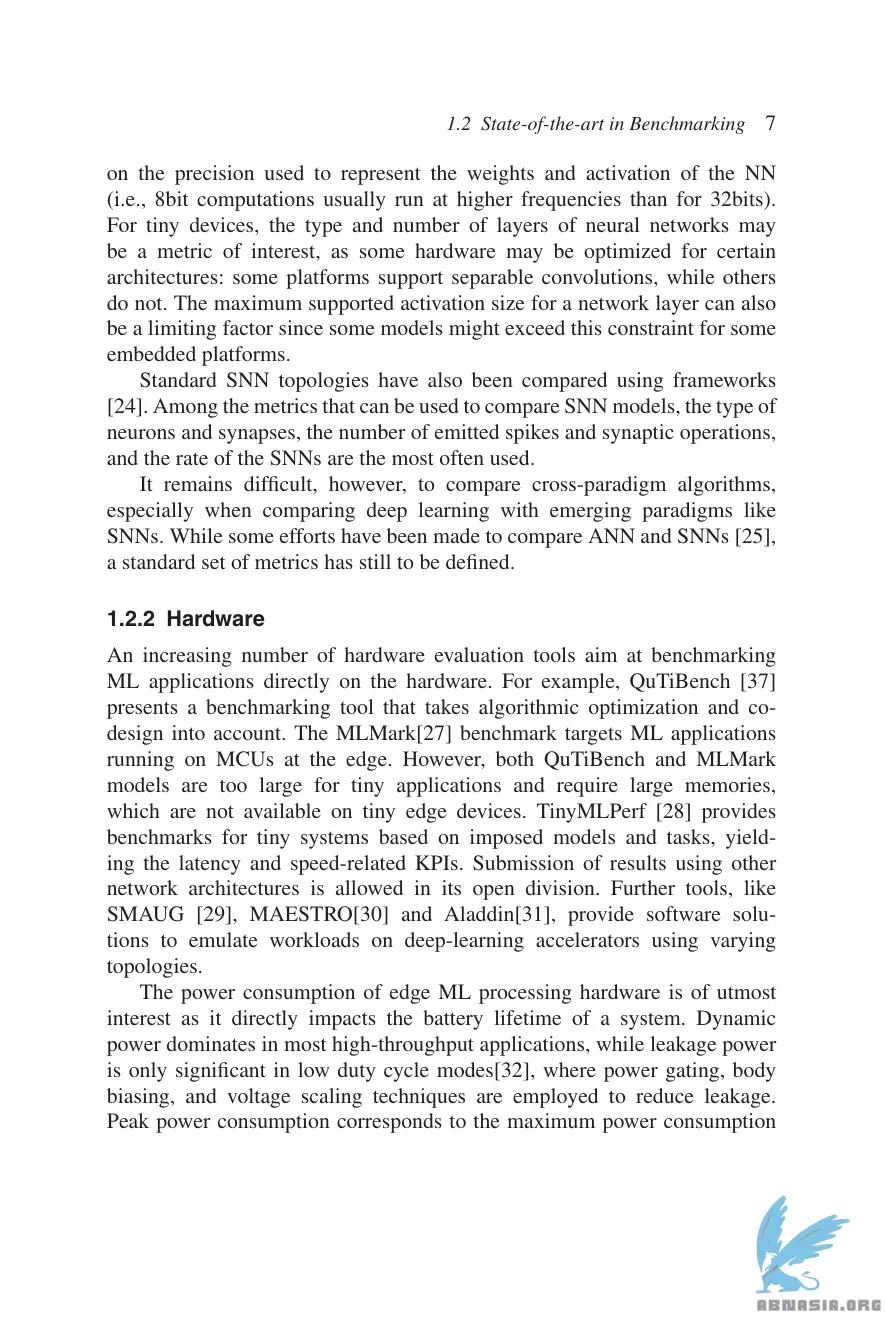 1.2 State-of-the-art in Benchmarking 7
on the precision used to represent the weights and activation of the NN
(i.e., 8bit computations usually run at higher frequencies than for 32bits).
For tiny devices, the type and number of layers of neural networks may
be a metric of interest, as some hardware may be optimized for certain
architectures: some platforms support separable convolutions, while others
do not. The maximum supported activation size for a network layer can also
be a limiting factor since some models might exceed this constraint for some
embedded platforms.
Standard SNN topologies have also been compared using frameworks
[24]. Among the metrics that can be used to compare SNN models, the type of
neurons and synapses, the number of emitted spikes and synaptic operations,
and the rate of the SNNs are the most often used.
It remains difficult, however, to compare cross-paradigm algorithms,
especially when comparing deep learning with emerging paradigms like
SNNs. While some efforts have been made to compare ANN and SNNs [25],
a standard set of metrics has still to be defined.
1.2.2 Hardware
An increasing number of hardware evaluation tools aim at benchmarking
ML applications directly on the hardware. For example, QuTiBench [37]
presents a benchmarking tool that takes algorithmic optimization and co-
design into account. The MLMark[27] benchmark targets ML applications
running on MCUs at the edge. However, both QuTiBench and MLMark
models are too large for tiny applications and require large memories,
which are not available on tiny edge devices. TinyMLPerf [28] provides
benchmarks for tiny systems based on imposed models and tasks, yield-
ing the latency and speed-related KPIs. Submission of results using other
network architectures is allowed in its open division. Further tools, like
SMAUG [29], MAESTRO[30] and Aladdin[31], provide software solu-
tions to emulate workloads on deep-learning accelerators using varying
topologies.
The power consumption of edge ML processing hardware is of utmost
interest as it directly impacts the battery lifetime of a system. Dynamic
power dominates in most high-throughput applications, while leakage power
is only significant in low duty cycle modes[32], where power gating, body
biasing, and voltage scaling techniques are employed to reduce leakage.
Peak power consumption corresponds to the maximum power consumption
ABNASIA.ORG